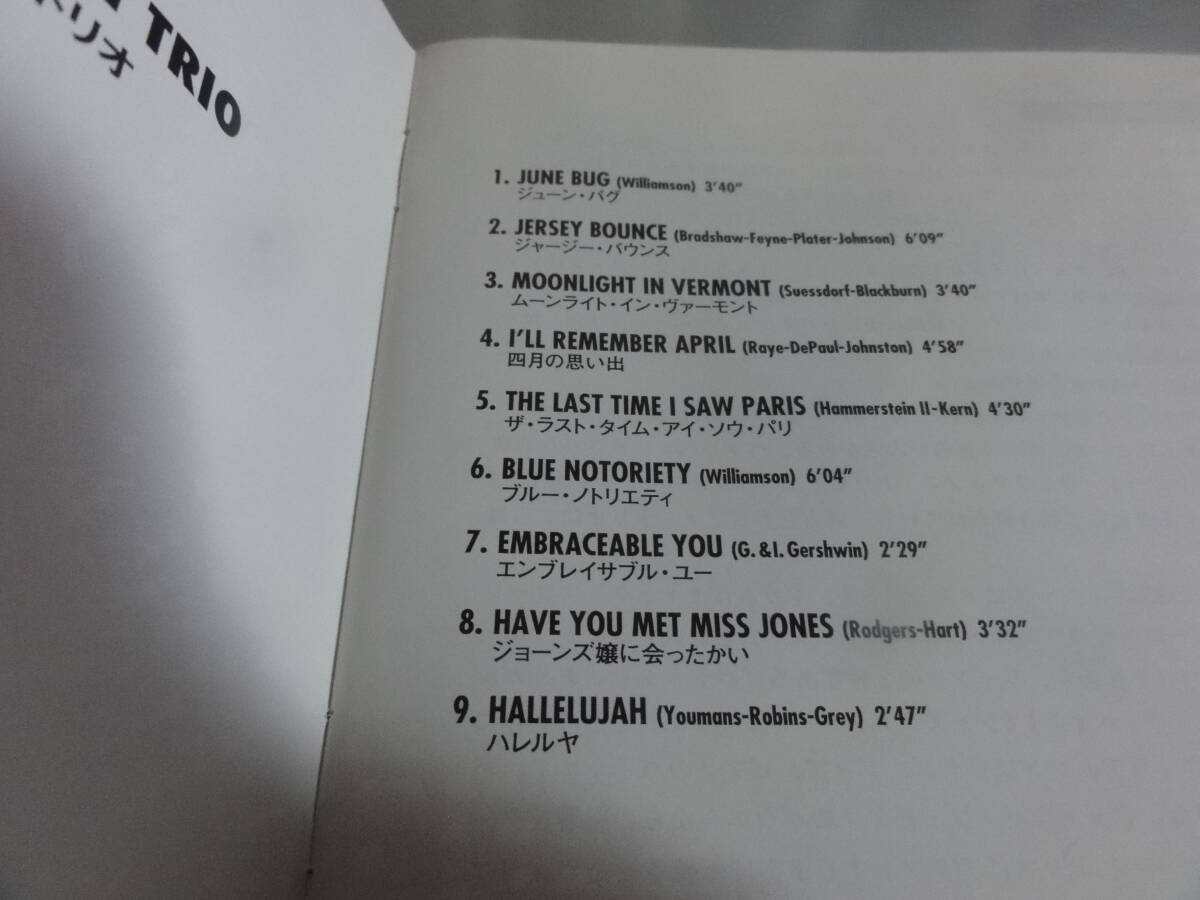 TRIO
トリオ
1. JUNE BUG (Williamson) 3'40"
ジューン・バグ
2. JERSEY BOUNCE (Bradshaw-Feyne-Plater-Johnson) 6'09"
ジャージー・バウンス
3. MOONLIGHT IN VERMONT (Suessdorf-Blackburn) 3'40"
ムーンライト・イン・ヴァーモント
4. I'LL REMEMBER APRIL (Raye-DePaul-Johnston) 4'58"
四月の思い出
5. THE LAST TIME I SAW PARIS (Hammerstein II-Kern) 4'30"
ザ・ラスト・タイム・アイ・ソウ・パリ
6. BLUE NOTORIETY (Williamson) 6'04"
ブルー・ノトリエティ
7. EMBRACEABLE YOU (G.&I. Gershwin) 2'29"
エンブレイサブル・ユー
8. HAVE YOU MET MISS JONES (Rodgers-Hart) 3'32"
ジョーンズ嬢に会ったかい
9. HALLELUJAH (Youmans-Robins-Grey) 2'47"
ハレルヤ